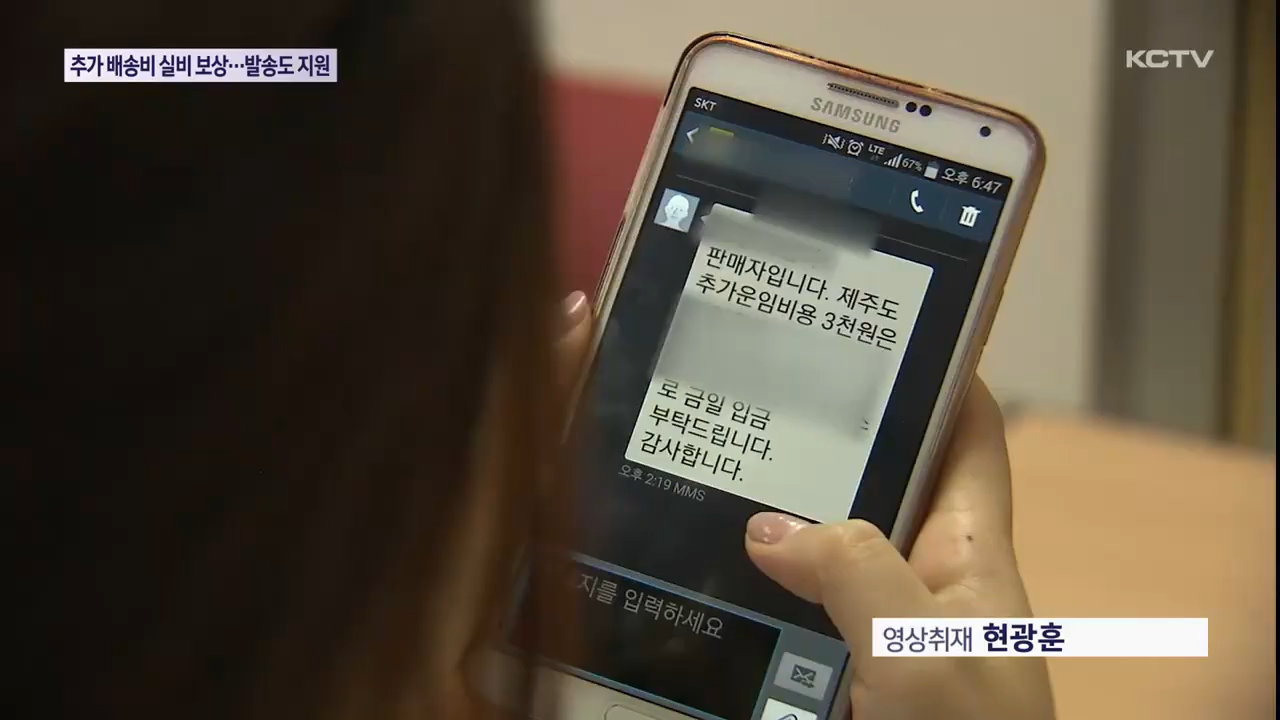 추가 배송비 실비 보상…발송도 지원
KCTV
SAMSUNG
SKT
LTE 67% 오후 6:47
판매자입니다. 제주도
추가운임비용 3천원은
로 금일 입금
부탁드립니다.
감사합니다.
오후 2:19 MMS
지를 입력하세요
영상취재 현광훈